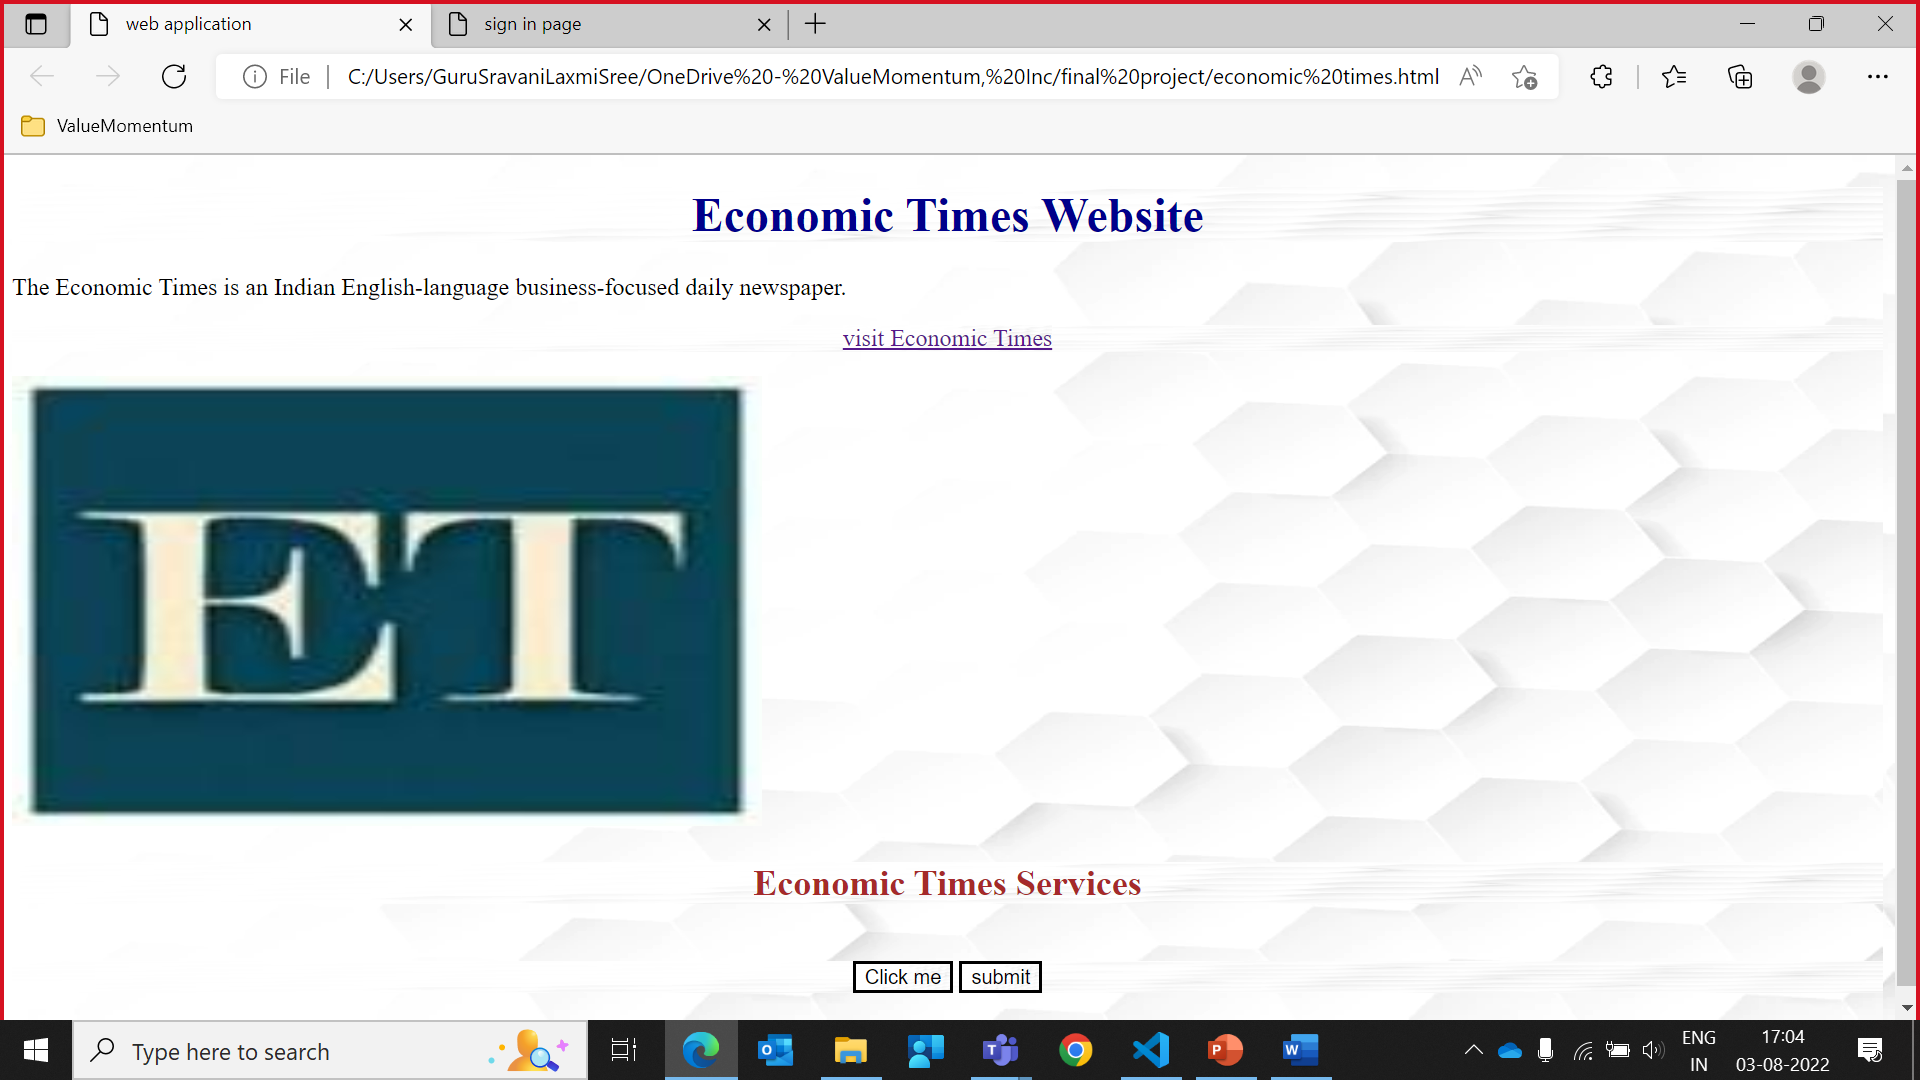 web application
sign in page
File
C:/Users/GuruSravaniLaxmiSree/OneDrive%20-%20ValueMomentum,%20Inc/final%20project/economic%20times.html
ValueMomentum
Economic Times Website
The Economic Times is an Indian English-language business-focused daily newspaper.
visit Economic Times
ET
Economic Times Services
Click me submit
Type here to search
ENG
IN
17:04
03-08-2022